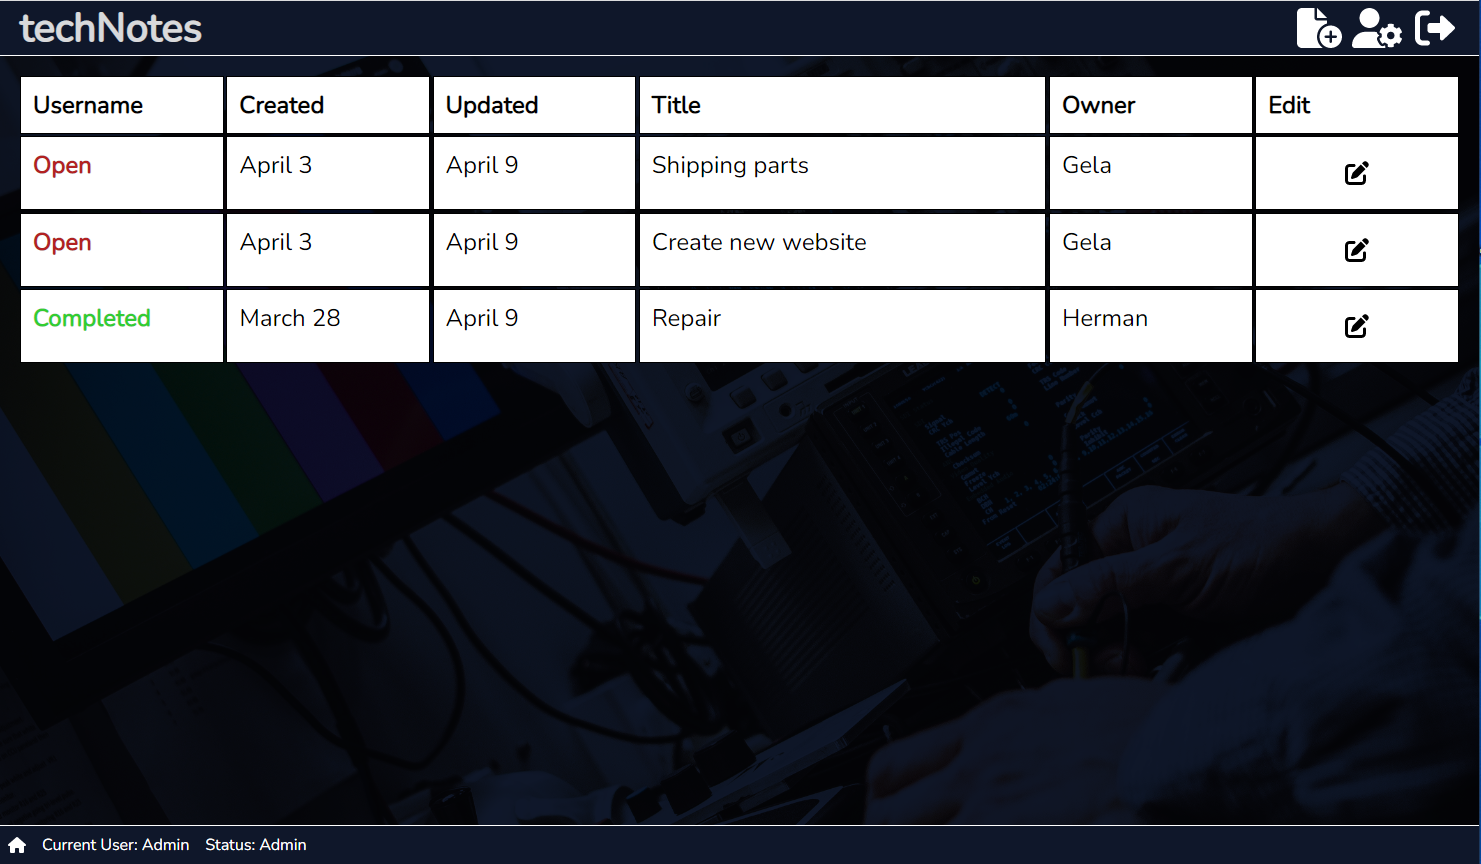 techNotes
Username Created Updated Title Owner Edit
Open April 3 April 9 Shipping parts Gela
Open April 3 April 9 Create new website Gela
Completed March 28 April 9 Repair Herman
Current User: Admin Status: Admin